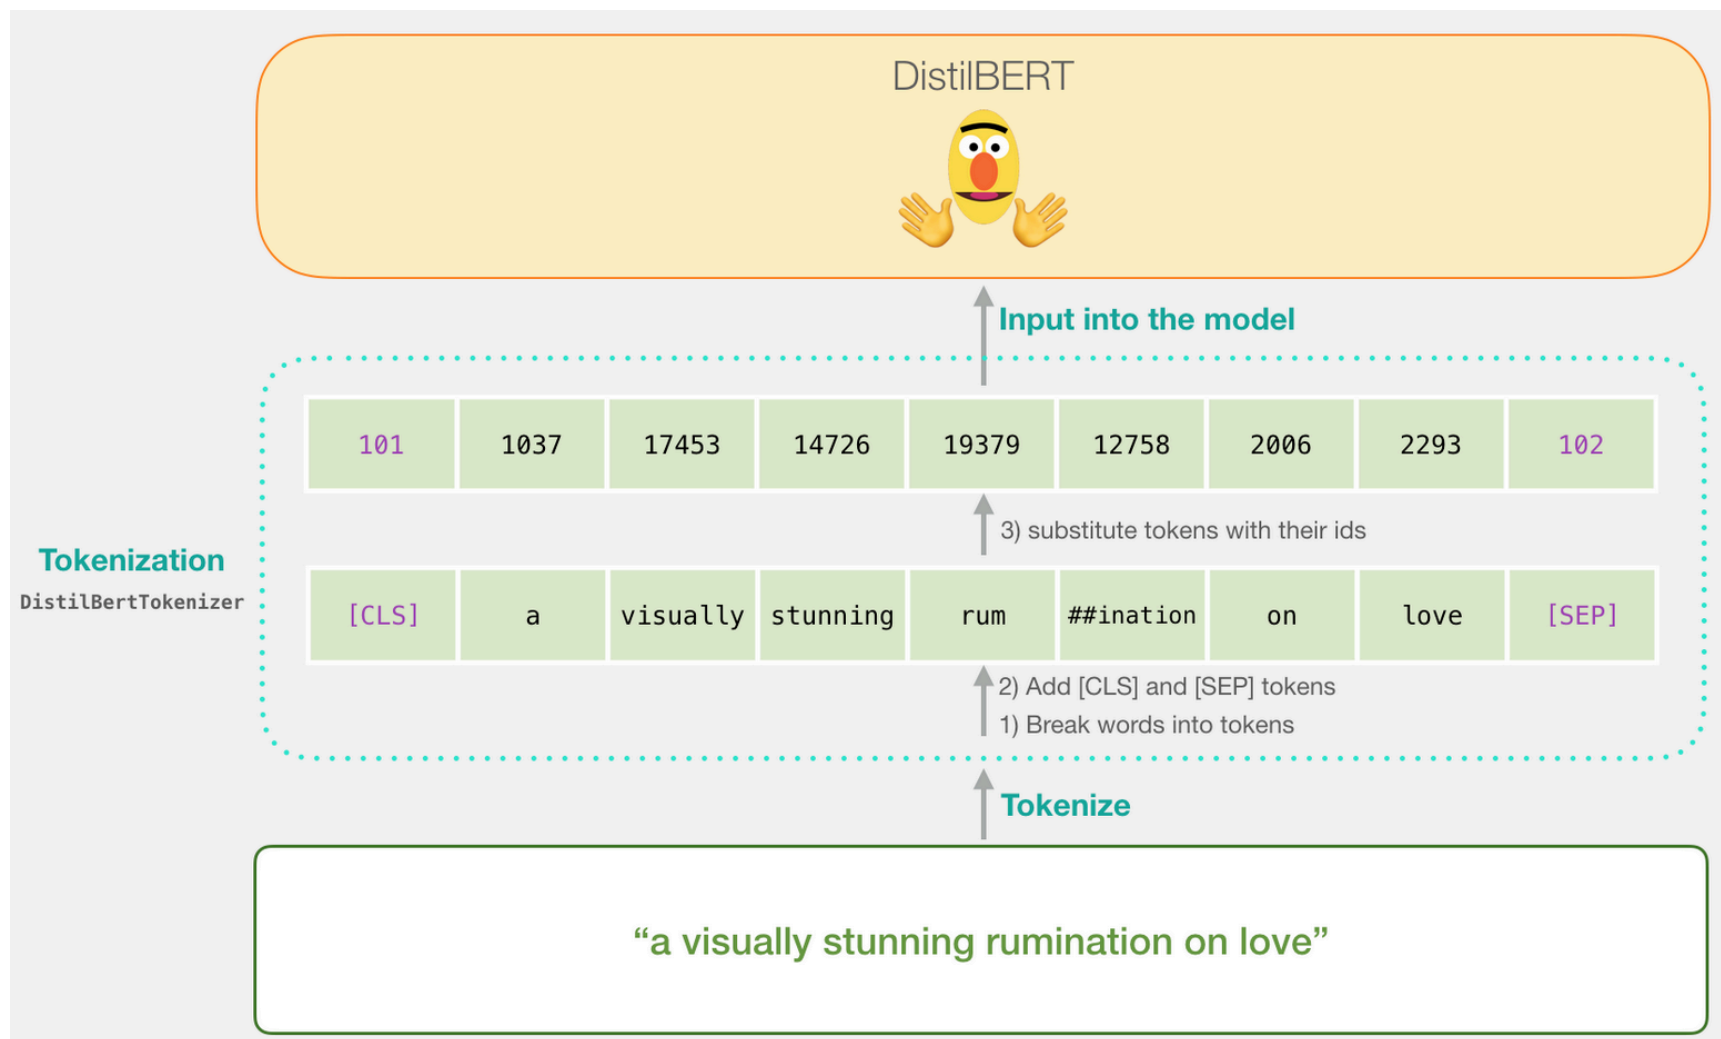 DistilBERT
Input into the model
101 1037 17453 14726 19379 12758 2006 2293 102
3) substitute tokens with their ids
Tokenization
DistilBertTokenizer
[CLS] a visually stunning rum ##ination on love [SEP]
2) Add [CLS] and [SEP] tokens
1) Break words into tokens
Tokenize
“a visually stunning rumination on love”